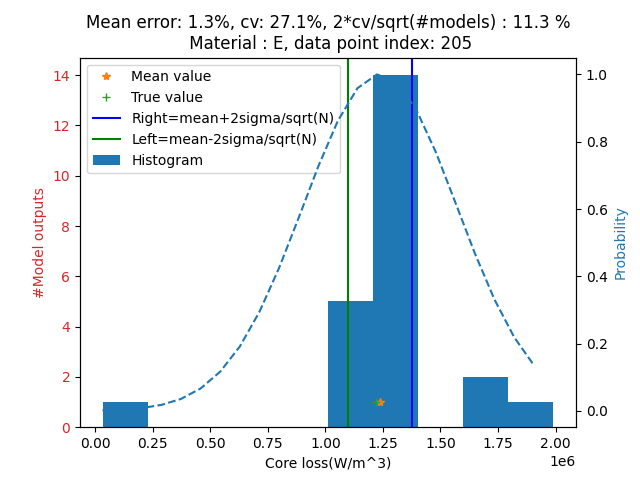 Mean error: 1.3%, cv: 27.1%, 2*cv/sqrt(#models) : 11.3 %
Material : E, data point index: 205
Mean value
True value
Right=mean+2sigma/sqrt(N)
Left=mean-2sigma/sqrt(N)
Histogram
#Model outputs
14
12
10
8
6
4
2
0
1.0
0.8
0.6
0.4
0.2
0.0
Probability
0.00 0.25 0.50 0.75 1.00 1.25 1.50 1.75 2.00
1e6
Core loss(W/m^3)